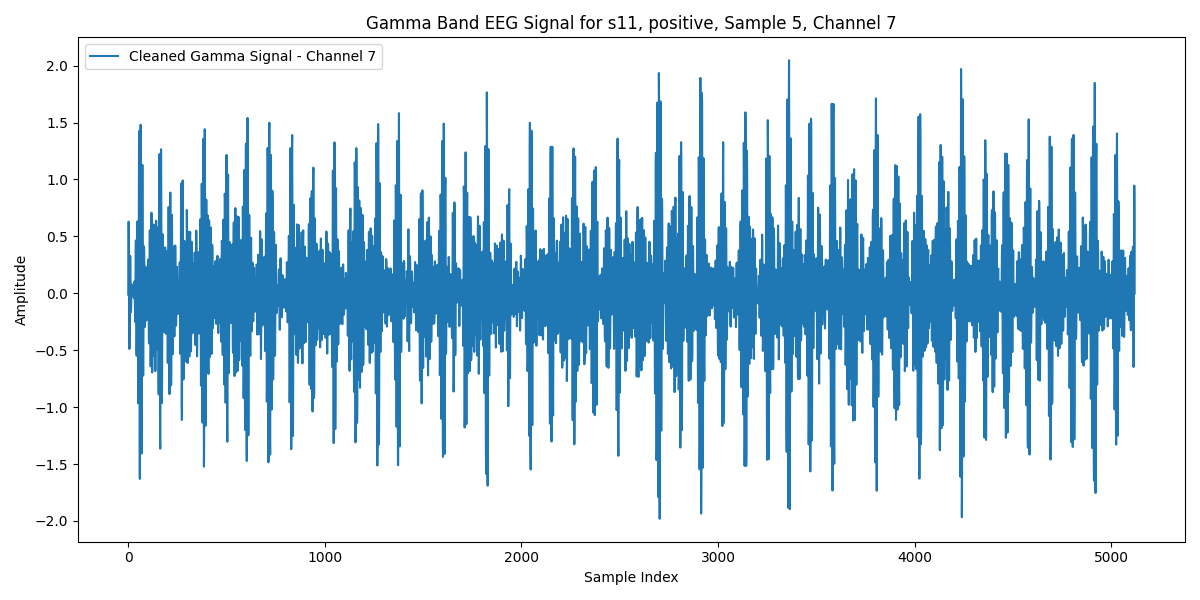 Gamma Band EEG Signal for s11, positive, Sample 5, Channel 7
Cleaned Gamma Signal - Channel 7
Amplitude
2.0
1.5
1.0
0.5
0.0
−0.5
−1.0
−1.5
−2.0
0 1000 2000 3000 4000 5000
Sample Index